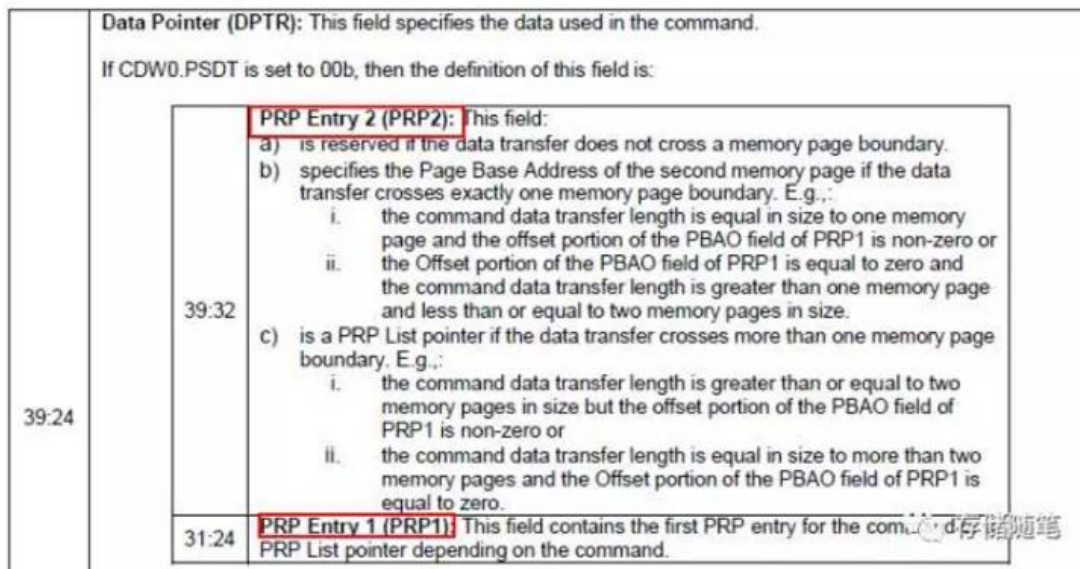 Data Pointer (DPTR): This field specifies the data used in the command.
If CDW0.PSDT is set to 00b, then the definition of this field is:
PRP Entry 2 (PRP2): This field:
a) is reserved if the data transfer does not cross a memory page boundary.
b) specifies the Page Base Address of the second memory page if the data
transfer crosses exactly one memory page boundary. E.g.,:
i. the command data transfer length is equal in size to one memory
page and the offset portion of the PBAO field of PRP1 is non-zero or
ii. the Offset portion of the PBAO field of PRP1 is equal to zero and
the command data transfer length is greater than one memory page
and less than or equal to two memory pages in size.
39:32
c) is a PRP List pointer if the data transfer crosses more than one memory page
boundary. E.g.,:
i. the command data transfer length is greater than or equal to two
memory pages in size but the offset portion of the PBAO field of
PRP1 is non-zero or
39:24
ii. the command data transfer length is equal in size to more than two
memory pages and the Offset portion of the PBAO field of PRP1 is
equal to zero.
31:24
PRP Entry 1 (PRP1): This field contains the first PRP entry for the
PRP List pointer depending on the command.
存储随笔